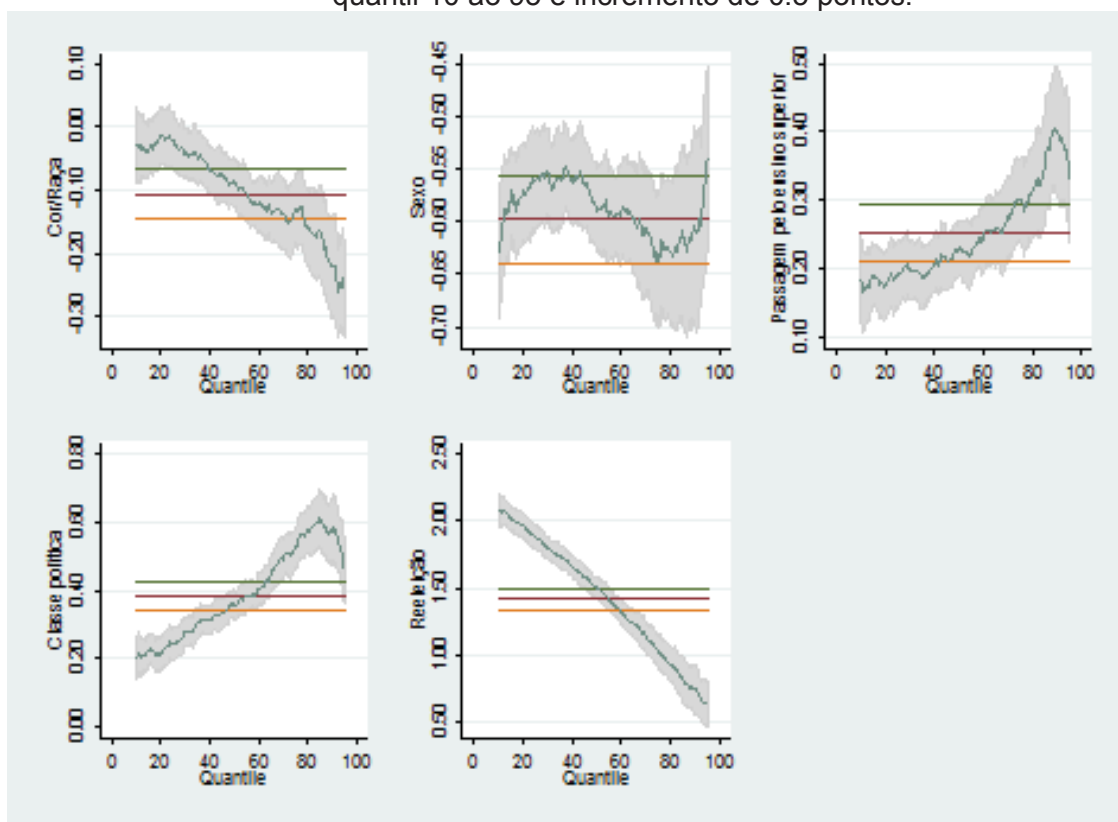 quantil 10 ao 95 e incremento de 0.5 pontos.
Cor/Raça
0.10
0.00
-0.10
-0.20
-0.30
0 20 40 60 80 100
Quantile
Sexo
-0.45
-0.50
-0.55
-0.60
-0.65
-0.70
0 20 40 60 80 100
Quantile
Passagem pelo ensino superior
0.50
0.40
0.30
0.20
0.10
0 20 40 60 80 100
Quantile
Classe política
0.80
0.60
0.40
0.20
0.00
0 20 40 60 80 100
Quantile
Reeleição
2.50
2.00
1.50
1.00
0.50
0 20 40 60 80 100
Quantile